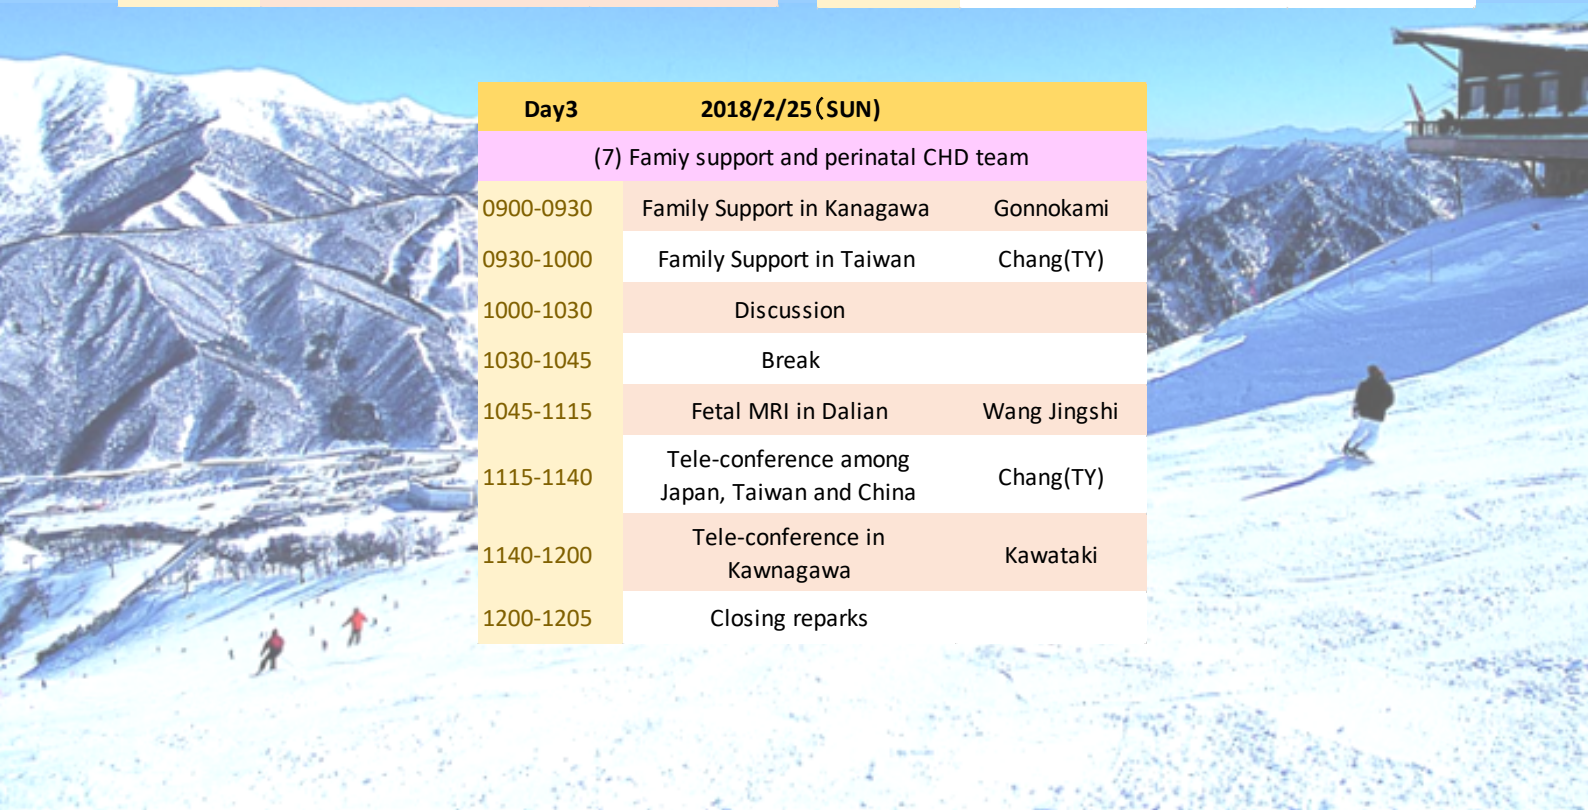 Day3 2018/2/25（SUN)
(7) Famiy support and perinatal CHD team
0900-0930 Family Support in Kanagawa Gonnokami
0930-1000 Family Support in Taiwan Chang(TY)
1000-1030 Discussion
1030-1045 Break
1045-1115 Fetal MRI in Dalian Wang Jingshi
1115-1140 Tele-conference among
Japan, Taiwan and China Chang(TY)
1140-1200 Tele-conference in
Kawnagawa Kawataki
1200-1205 Closing reparks